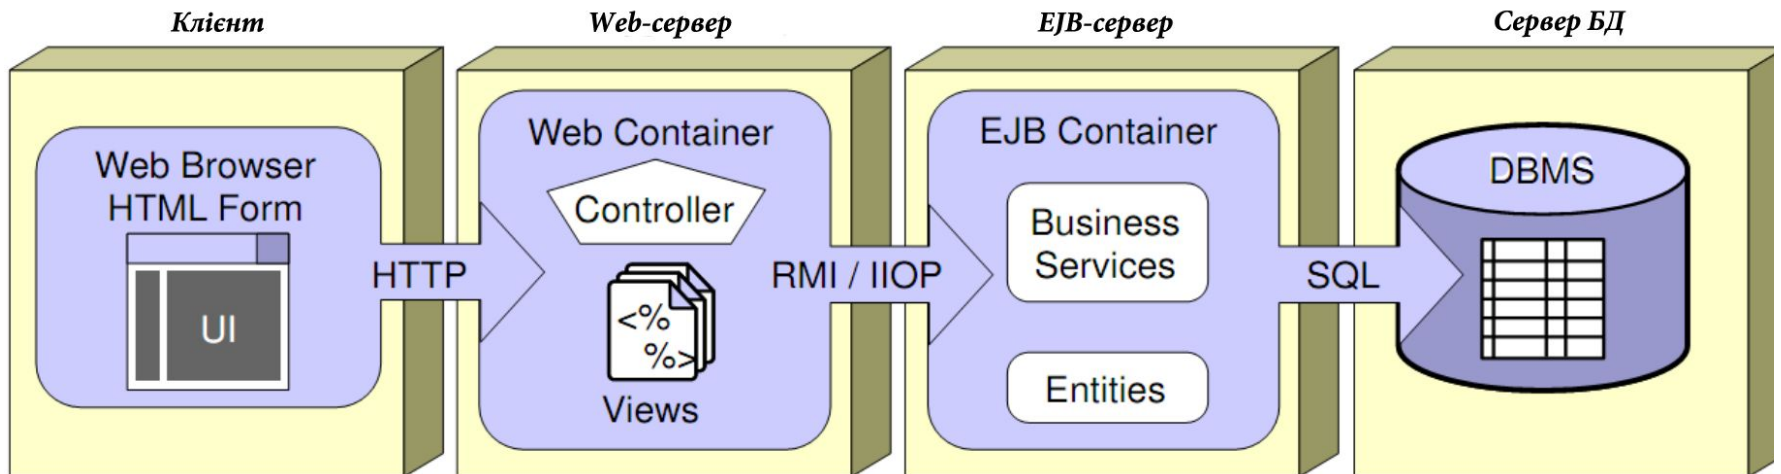 Клієнт
Web-сервер
EJB-сервер
Сервер БД
Web Browser
HTML Form
UI
HTTP
Web Container
Controller
<%
%>
Views
RMI / IIOP
EJB Container
Business
Services
Entities
SQL
DBMS